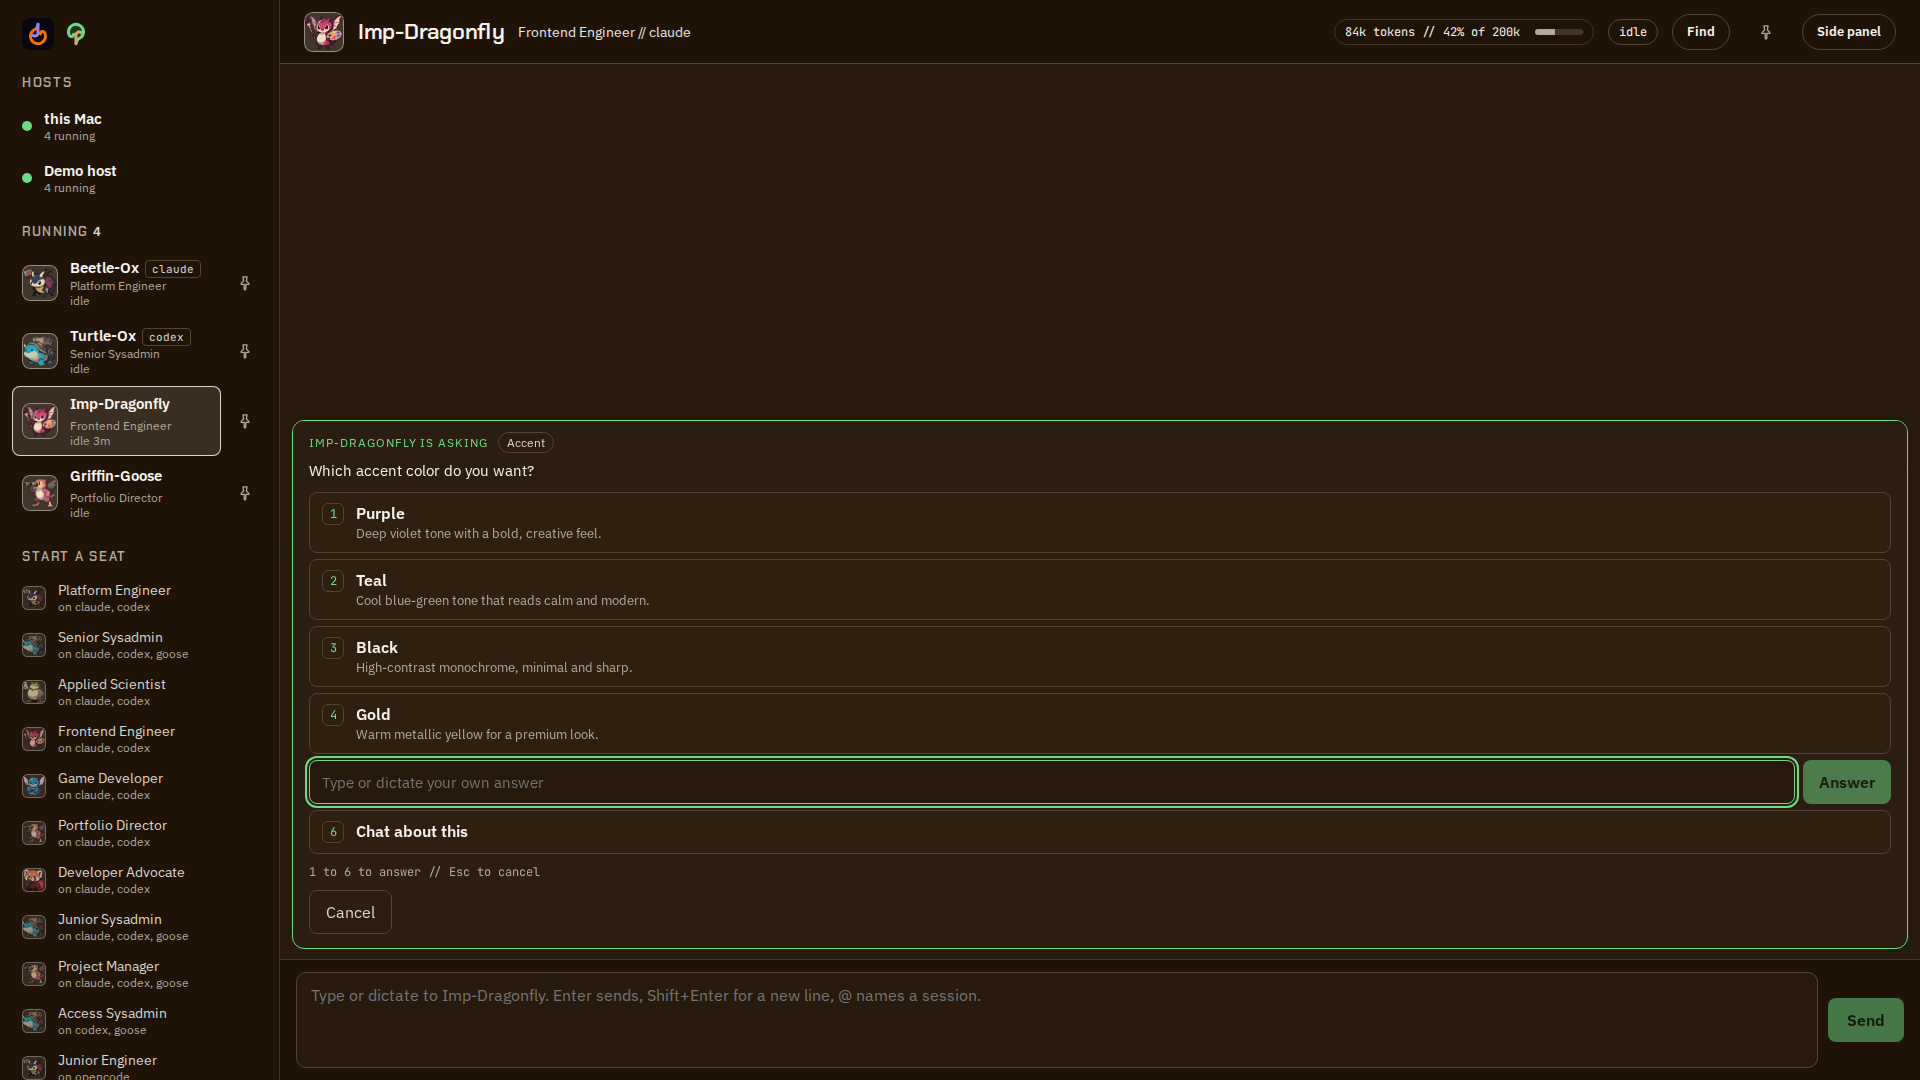 HOSTS
this Mac
4 running
Demo host
4 running
RUNNING 4
Beetle-Ox claude
Platform Engineer
idle
Turtle-Ox codex
Senior Sysadmin
idle
Imp-Dragonfly
Frontend Engineer
idle 3m
Griffin-Goose
Portfolio Director
idle
START A SEAT
Platform Engineer
on claude, codex
Senior Sysadmin
on claude, codex, goose
Applied Scientist
on claude, codex
Frontend Engineer
on claude, codex
Game Developer
on claude, codex
Portfolio Director
on claude, codex
Developer Advocate
on claude, codex
Junior Sysadmin
on claude, codex, goose
Project Manager
on claude, codex, goose
Access Sysadmin
on codex, goose
Junior Engineer
on opencode
Imp-Dragonfly Frontend Engineer // claude
84k tokens // 42% of 200k
idle
Find
Side panel
IMP-DRAGONFLY IS ASKING Accent
Which accent color do you want?
1 Purple
Deep violet tone with a bold, creative feel.
2 Teal
Cool blue-green tone that reads calm and modern.
3 Black
High-contrast monochrome, minimal and sharp.
4 Gold
Warm metallic yellow for a premium look.
Type or dictate your own answer
Answer
6 Chat about this
1 to 6 to answer // Esc to cancel
Cancel
Type or dictate to Imp-Dragonfly. Enter sends, Shift+Enter for a new line, @ names a session.
Send